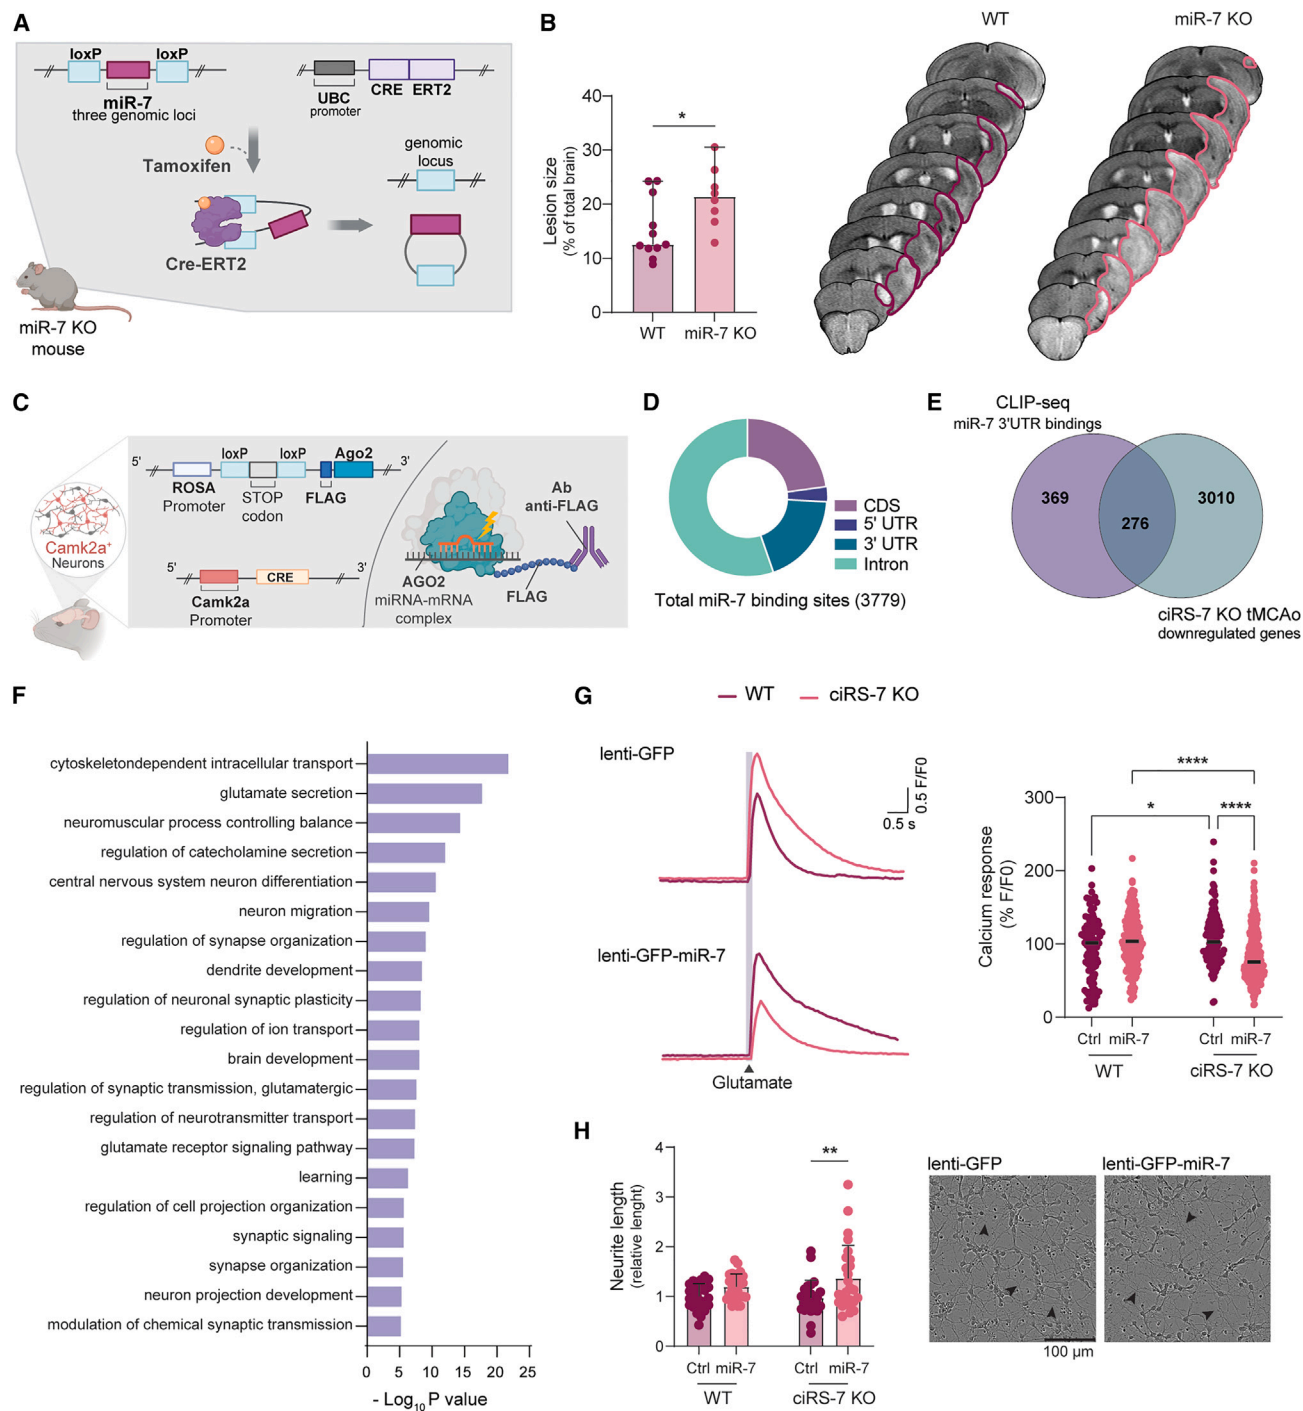 A
loxP
loxP
miR-7
three genomic loci
UBC
promoter
CRE
ERT2
Tamoxifen
genomic
locus
Cre-ERT2
miR-7 KO
mouse
B
WT
miR-7 KO
Lesion size
(% of total brain)
40
30
20
10
0
*
WT
miR-7 KO
C
5'
loxP
loxP
Ago2
3'
ROSA
Promoter
STOP
codon
FLAG
Camk2a+
Neurons
5'
CRE
3'
Camk2a
Promoter
Ab
anti-FLAG
AGO2
miRNA-mRNA
complex
FLAG
D
CDS
5' UTR
3' UTR
Intron
Total miR-7 binding sites (3779)
E
CLIP-seq
miR-7 3'UTR bindings
369
276
3010
ciRS-7 KO tMCAo
downregulated genes
F
cytoskeletondependent intracellular transport
glutamate secretion
neuromuscular process controlling balance
regulation of catecholamine secretion
central nervous system neuron differentiation
neuron migration
regulation of synapse organization
dendrite development
regulation of neuronal synaptic plasticity
regulation of ion transport
brain development
regulation of synaptic transmission, glutamatergic
regulation of neurotransmitter transport
glutamate receptor signaling pathway
learning
regulation of cell projection organization
synaptic signaling
synapse organization
neuron projection development
modulation of chemical synaptic transmission
0 5 10 15 20 25
- Log10 P value
G
WT
ciRS-7 KO
lenti-GFP
0.5 F/F0
0.5 s
lenti-GFP-miR-7
Glutamate
Calcium response
(% F/F0)
300
200
100
0
****
*
****
Ctrl miR-7
WT
Ctrl miR-7
ciRS-7 KO
H
Neurite length
(relative lenght)
4
3
2
1
0
**
Ctrl miR-7
WT
Ctrl miR-7
ciRS-7 KO
lenti-GFP
lenti-GFP-miR-7
100 µm